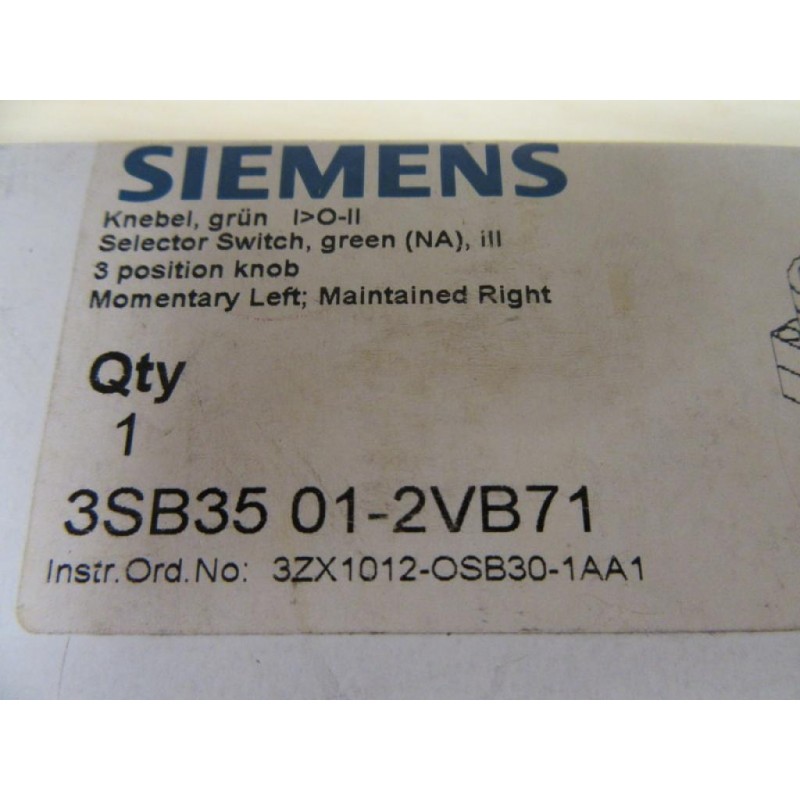 SIEMENS
Knebel, grün I>O-II
Selector Switch, green (NA), ill
3 position knob
Momentary Left; Maintained Right
Qty
1
3SB35 01-2VB71
Instr.Ord.No: 3ZX1012-OSB30-1AA1